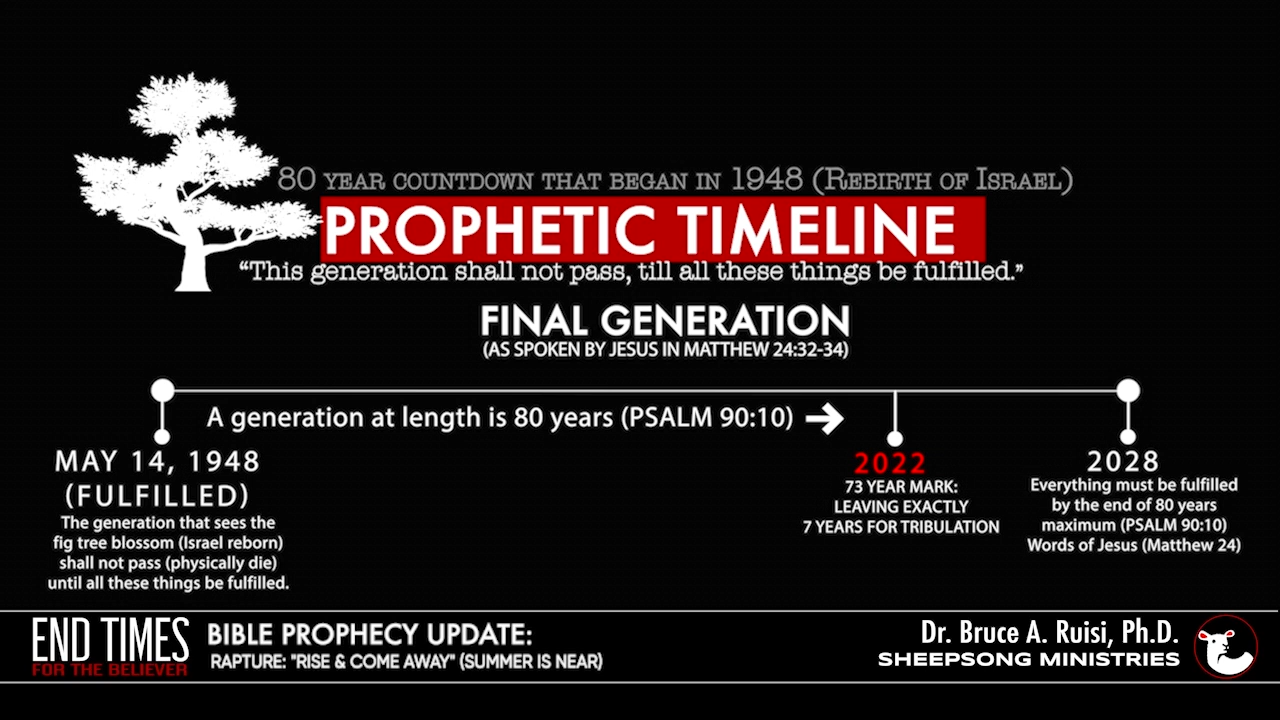 80 YEAR COUNTDOWN THAT BEGAN IN 1948 (REBIRTH OF ISRAEL)
PROPHETIC TIMELINE
“This generation shall not pass, till all these things be fulfilled.”
FINAL GENERATION
(AS SPOKEN BY JESUS IN MATTHEW 24:32-34)
A generation at length is 80 years (PSALM 90:10)
MAY 14, 1948
(FULFILLED)
The generation that sees the
fig tree blossom (Israel reborn)
shall not pass (physically die)
until all these things be fulfilled.
2022
73 YEAR MARK:
LEAVING EXACTLY
7 YEARS FOR TRIBULATION
2028
Everything must be fulfilled
by the end of 80 years
maximum (PSALM 90:10)
Words of Jesus (Matthew 24)
END TIMES
FOR THE BELIEVER
BIBLE PROPHECY UPDATE:
RAPTURE: "RISE & COME AWAY" (SUMMER IS NEAR)
Dr. Bruce A. Ruisi, Ph.D.
SHEEPSONG MINISTRIES